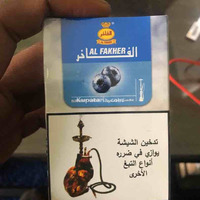 AL FAKHER
الفاخر
تدخين الشيشة
يوازي في ضرره
أنواع التبغ
الأخرى